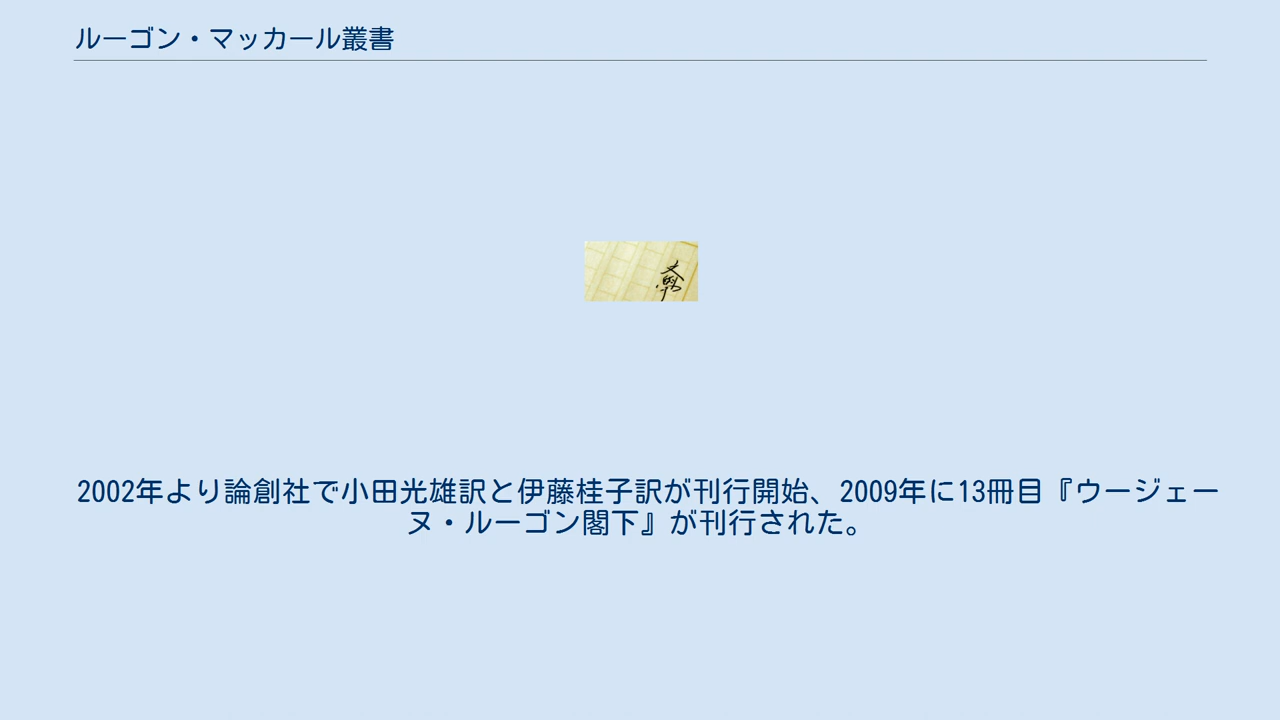 ルーゴン・マッカール叢書
2002年より論創社で小田光雄訳と伊藤桂子訳が刊行開始、2009年に13冊目『ウージェー
ヌ・ルーゴン閣下』が刊行された。